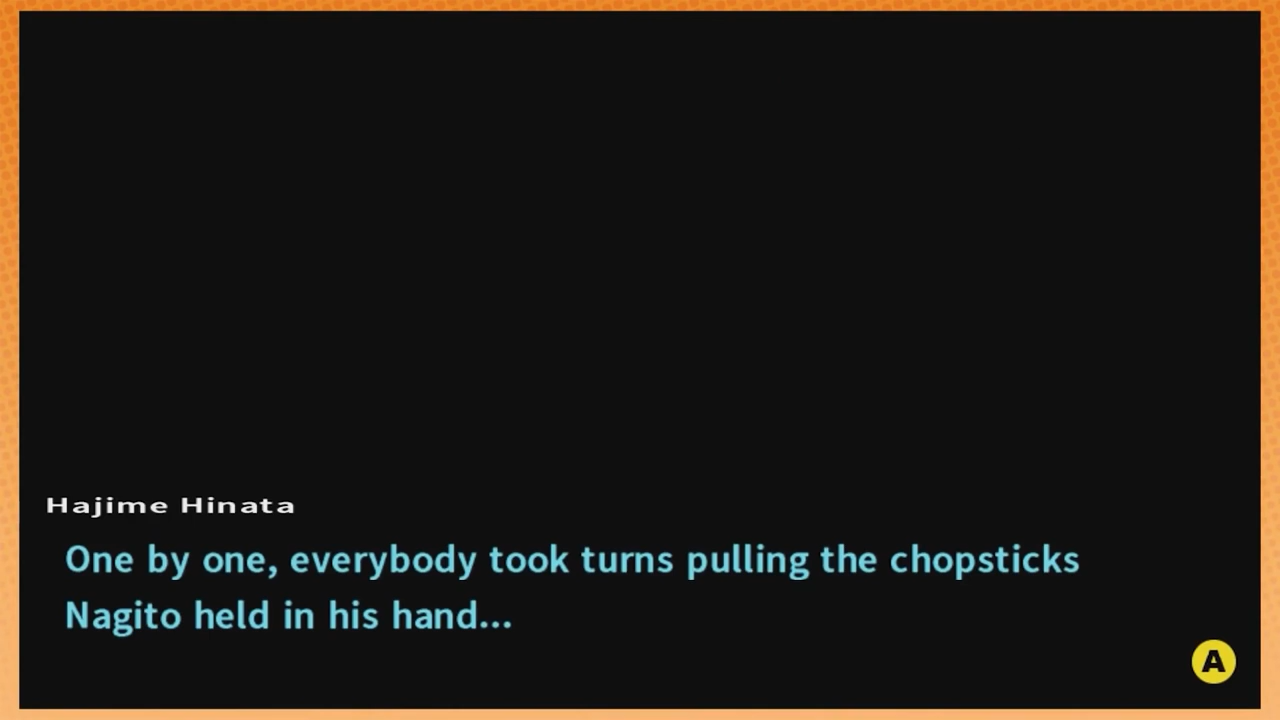 Hajime Hinata
One by one, everybody took turns pulling the chopsticks
Nagito held in his hand...
A